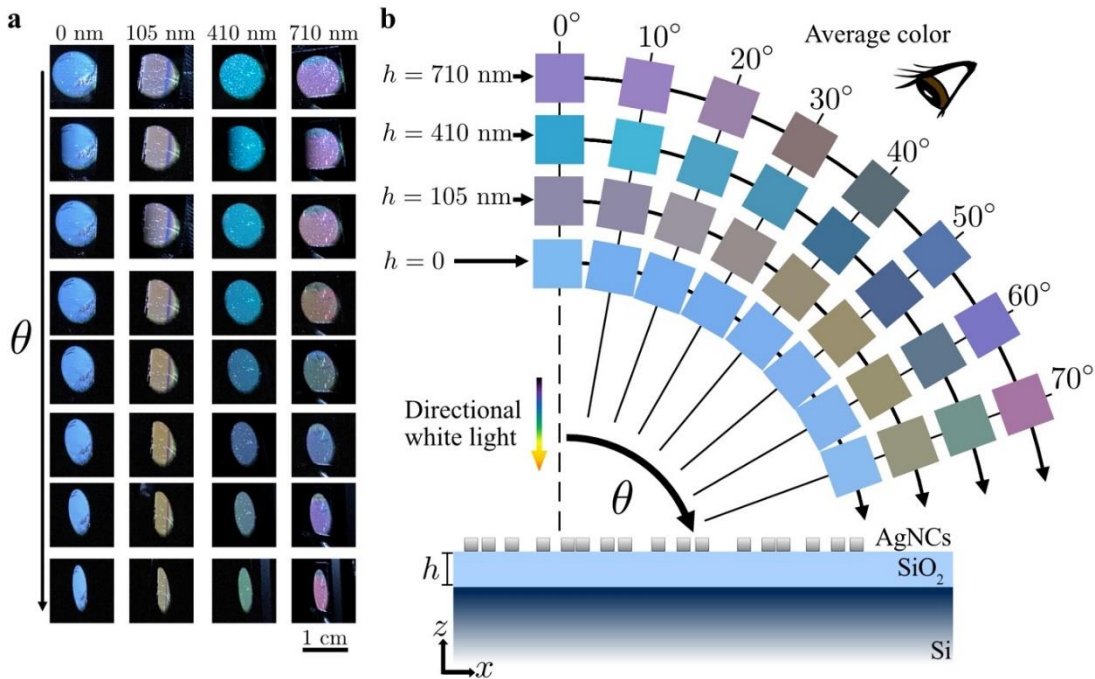 a
0 nm 105 nm 410 nm 710 nm
θ
1 cm
b
0°
10°
20°
30°
40°
50°
60°
70°
Average color
h = 710 nm
h = 410 nm
h = 105 nm
h = 0
Directional
white light
θ
AgNCs
h
SiO₂
Si
z
x